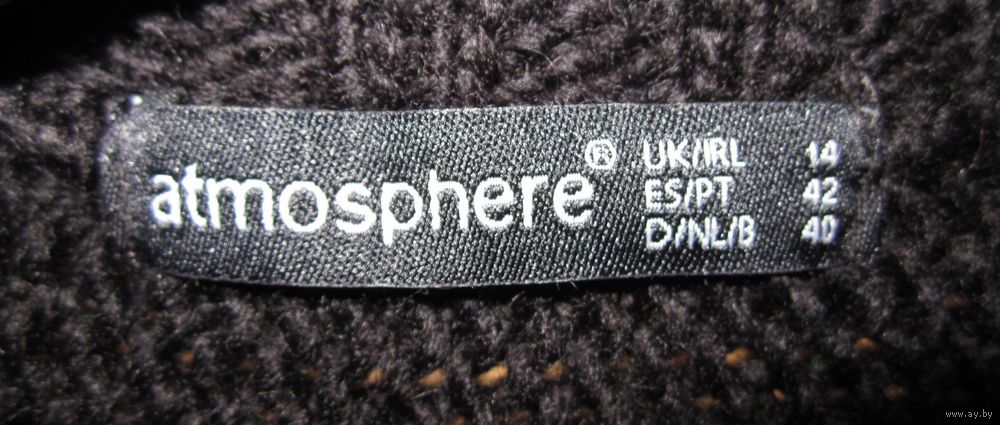 atmosphere®
UK/IRL 14
ES/PT 42
D/NL/B 40
www.ay.by